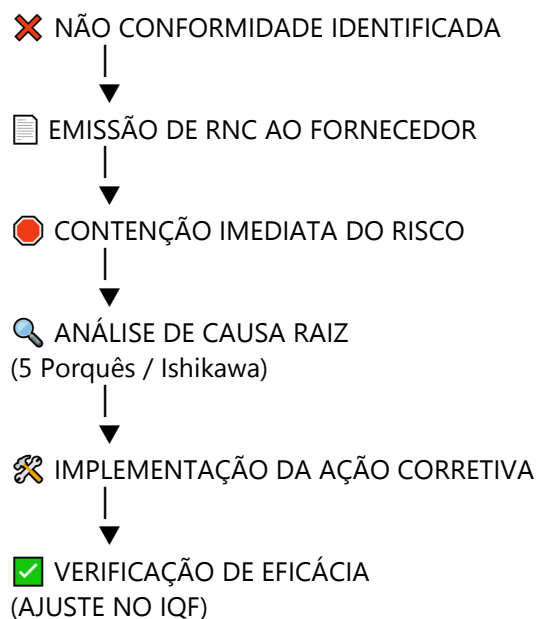 ❌ NÃO CONFORMIDADE IDENTIFICADA
📄 EMISSÃO DE RNC AO FORNECEDOR
🛑 CONTENÇÃO IMEDIATA DO RISCO
🔍 ANÁLISE DE CAUSA RAIZ
(5 Porquês / Ishikawa)
🛠 IMPLEMENTAÇÃO DA AÇÃO CORRETIVA
✅ VERIFICAÇÃO DE EFICÁCIA
(AJUSTE NO IQF)